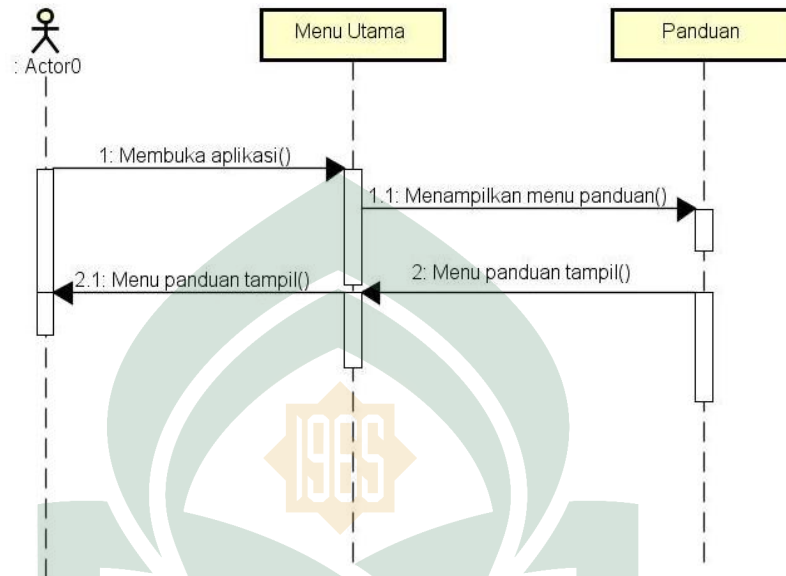 Menu Utama
Panduan
: Actor0
1: Membuka aplikasi()
1.1: Menampilkan menu panduan()
2.1: Menu panduan tampil()
2: Menu panduan tampil()